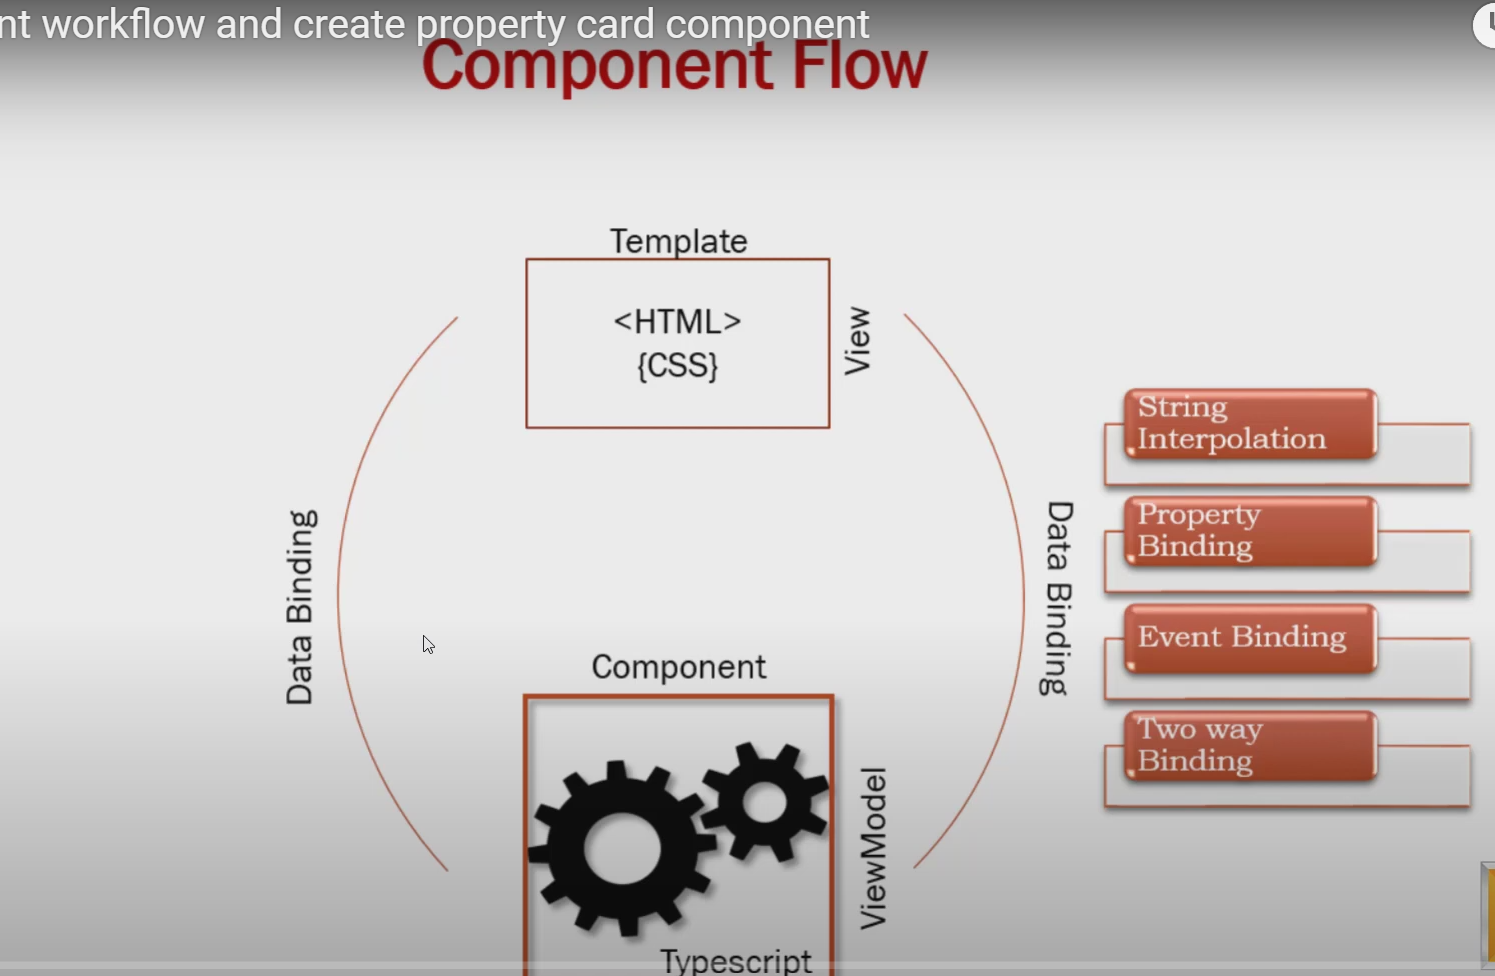 nt workflow and create property card component
Component Flow
Template
<HTML>
{CSS}
View
Data Binding
Data Binding
String
Interpolation
Property
Binding
Event Binding
Two way
Binding
Component
ViewModel
Typescript